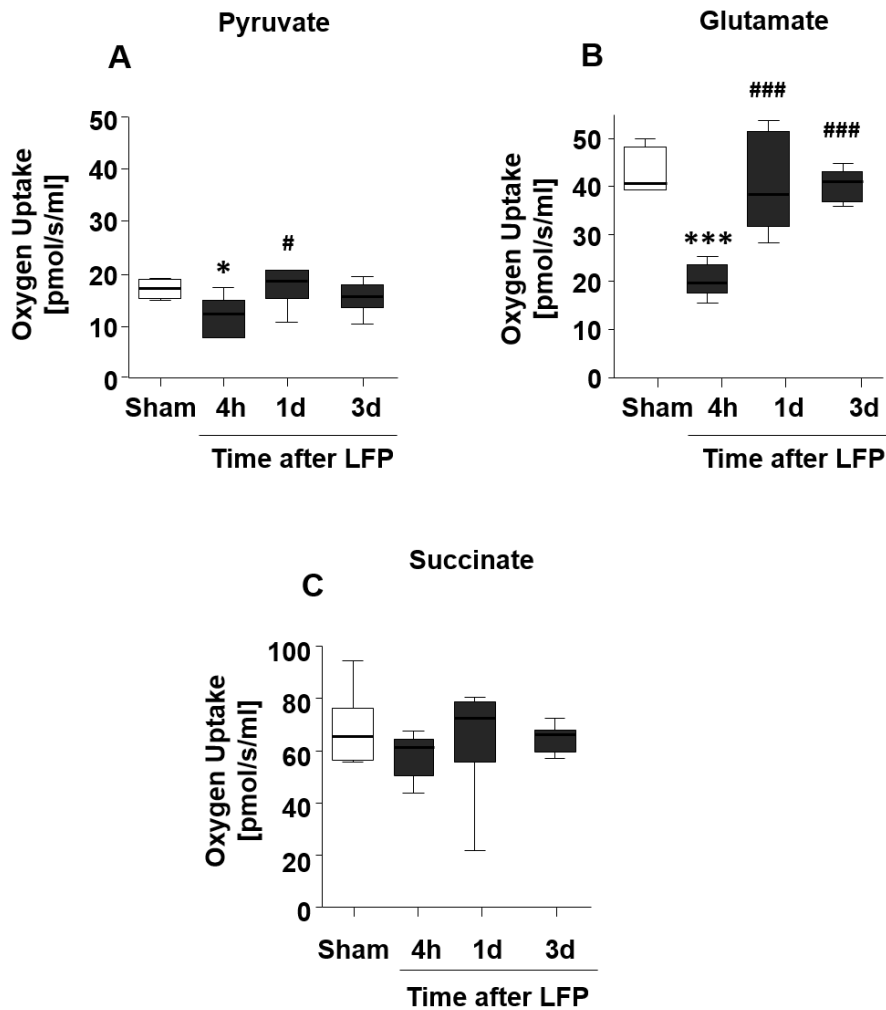 Pyruvate
A
Oxygen Uptake
[pmol/s/ml]
50
40
30
20
10
0
*
#
Sham 4h 1d 3d
Time after LFP
Glutamate
B
Oxygen Uptake
[pmol/s/ml]
50
40
30
20
10
0
***
###
###
Sham 4h 1d 3d
Time after LFP
Succinate
C
Oxygen Uptake
[pmol/s/ml]
100
80
60
40
20
0
Sham 4h 1d 3d
Time after LFP